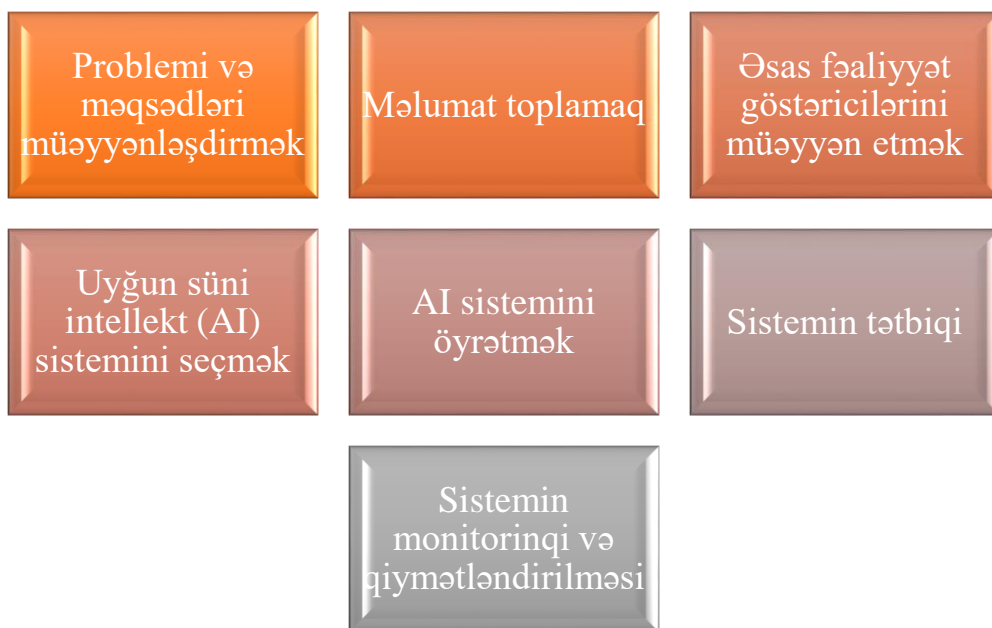 Problemi və
məqsədləri
müəyyənləşdirmək
Məlumat toplamaq
Əsas fəaliyyət
göstəricilərini
müəyyən etmək
Uyğun süni
intellekt (AI)
sistemini seçmək
AI sistemini
öyrətmək
Sistemin tətbiqi
Sistemin
monitorinqi və
qiymətləndirilməsi